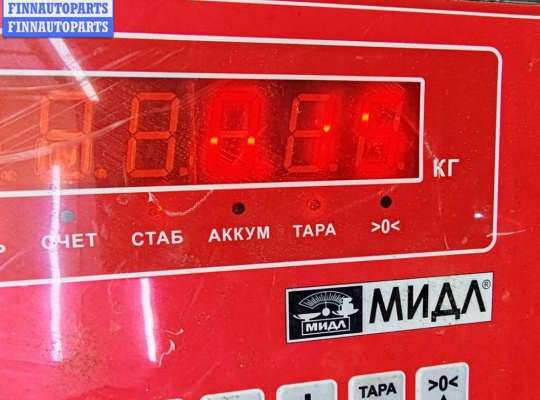 FINNAUTOPARTS
FINNAUTOPARTS
КГ
СЧЕТ СТАБ АККУМ ТАРА >0<
МИДЛ МИДЛ®
ТАРА >0<